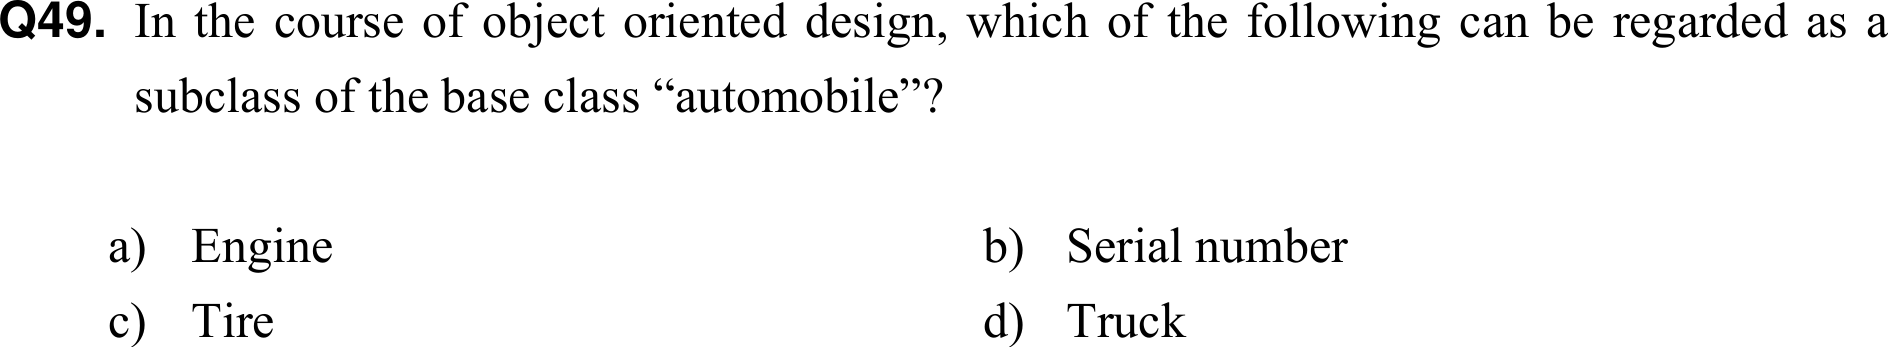 Q49. In the course of object oriented design, which of the following can be regarded as a
subclass of the base class “automobile”?
a) Engine b) Serial number
c) Tire d) Truck